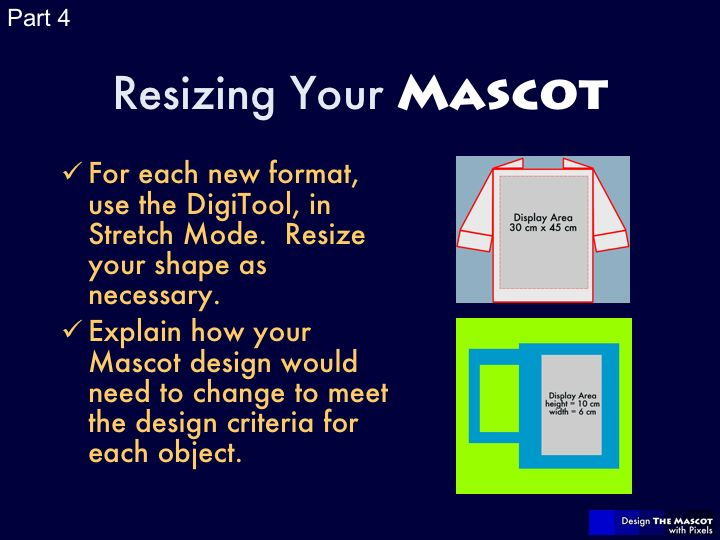 Part 4
Resizing Your MASCOT
✓ For each new format,
use the DigiTool, in
Stretch Mode.  Resize
your shape as
necessary.
✓ Explain how your
Mascot design would
need to change to meet
the design criteria for
each object.
Display Area
30 cm x 45 cm
Display Area
height = 10 cm
width = 6 cm
Design THE MASCOT
with Pixels